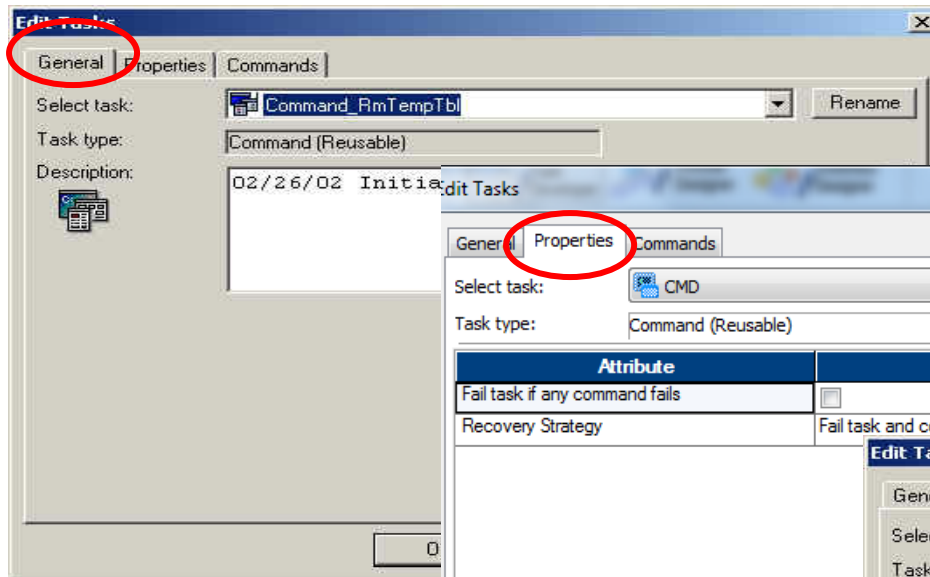 Edit Tasks
General Properties Commands
Select task: Command_RmTempTbl Rename
Task type: Command (Reusable)
Description: 02/26/02 Initia
O
dit Tasks
General Properties Commands
Select task: CMD
Task type: Command (Reusable)
Attribute
Fail task if any command fails
Recovery Strategy Fail task and c
Edit Ta
Gene
Selec
Task